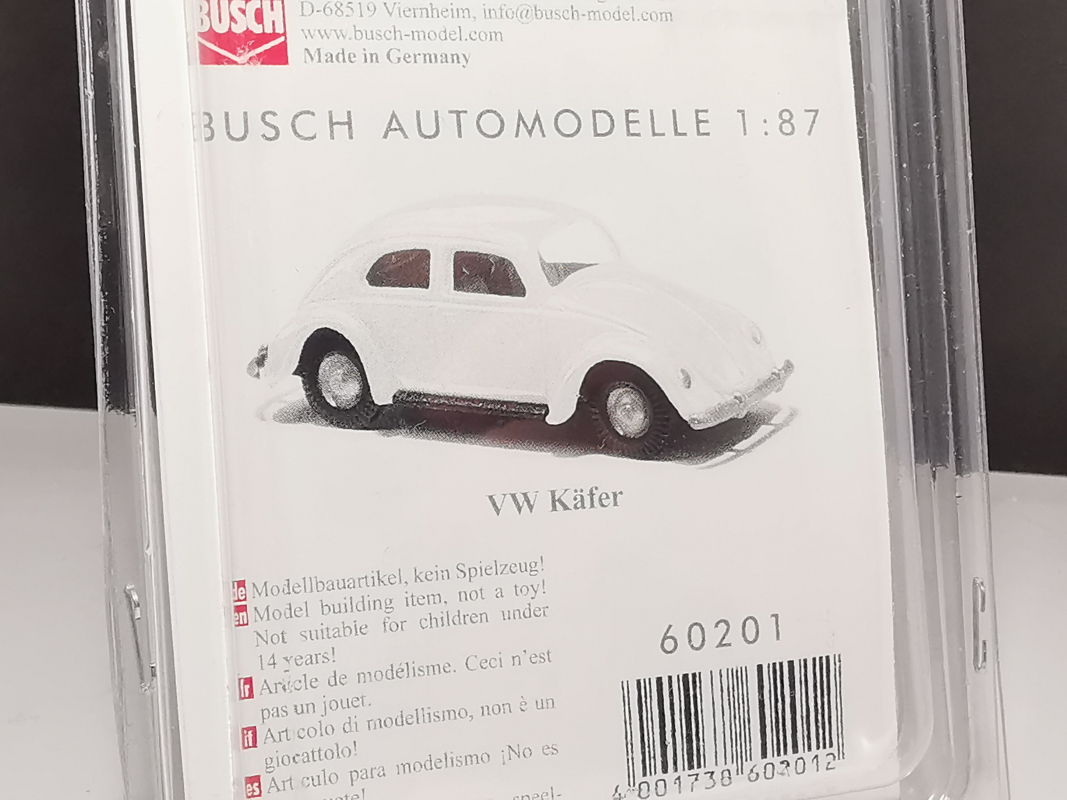 BUSCH
D-68519 Viernheim, info@busch-model.com
www.busch-model.com
Made in Germany
BUSCH AUTOMODELLE 1:87
VW Käfer
de Modellbauartikel, kein Spielzeug!
en Model building item, not a toy!
Not suitable for children under
14 years!
fr Article de modélisme. Ceci n'est
pas un jouet.
it Art colo di modellismo, non è un
giocattolo!
es Art culo para modelismo ¡No es
60201
4 001738 602012